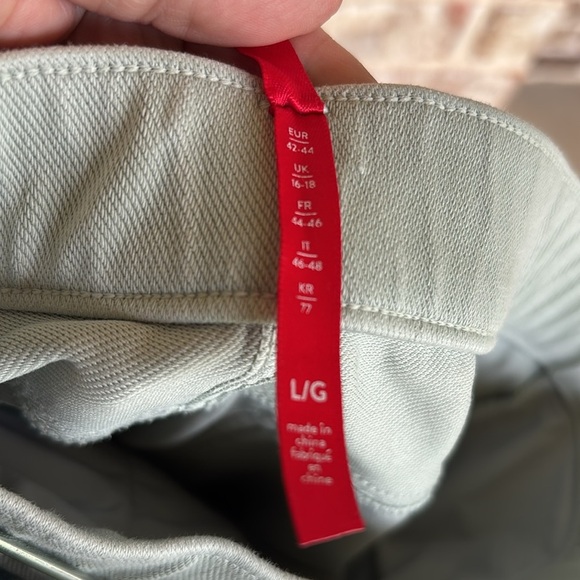 EUR
42-44
UK
16-18
FR
44-46
IT
46-48
KR
77
L/G
made in
china
fabriqué
en
chine